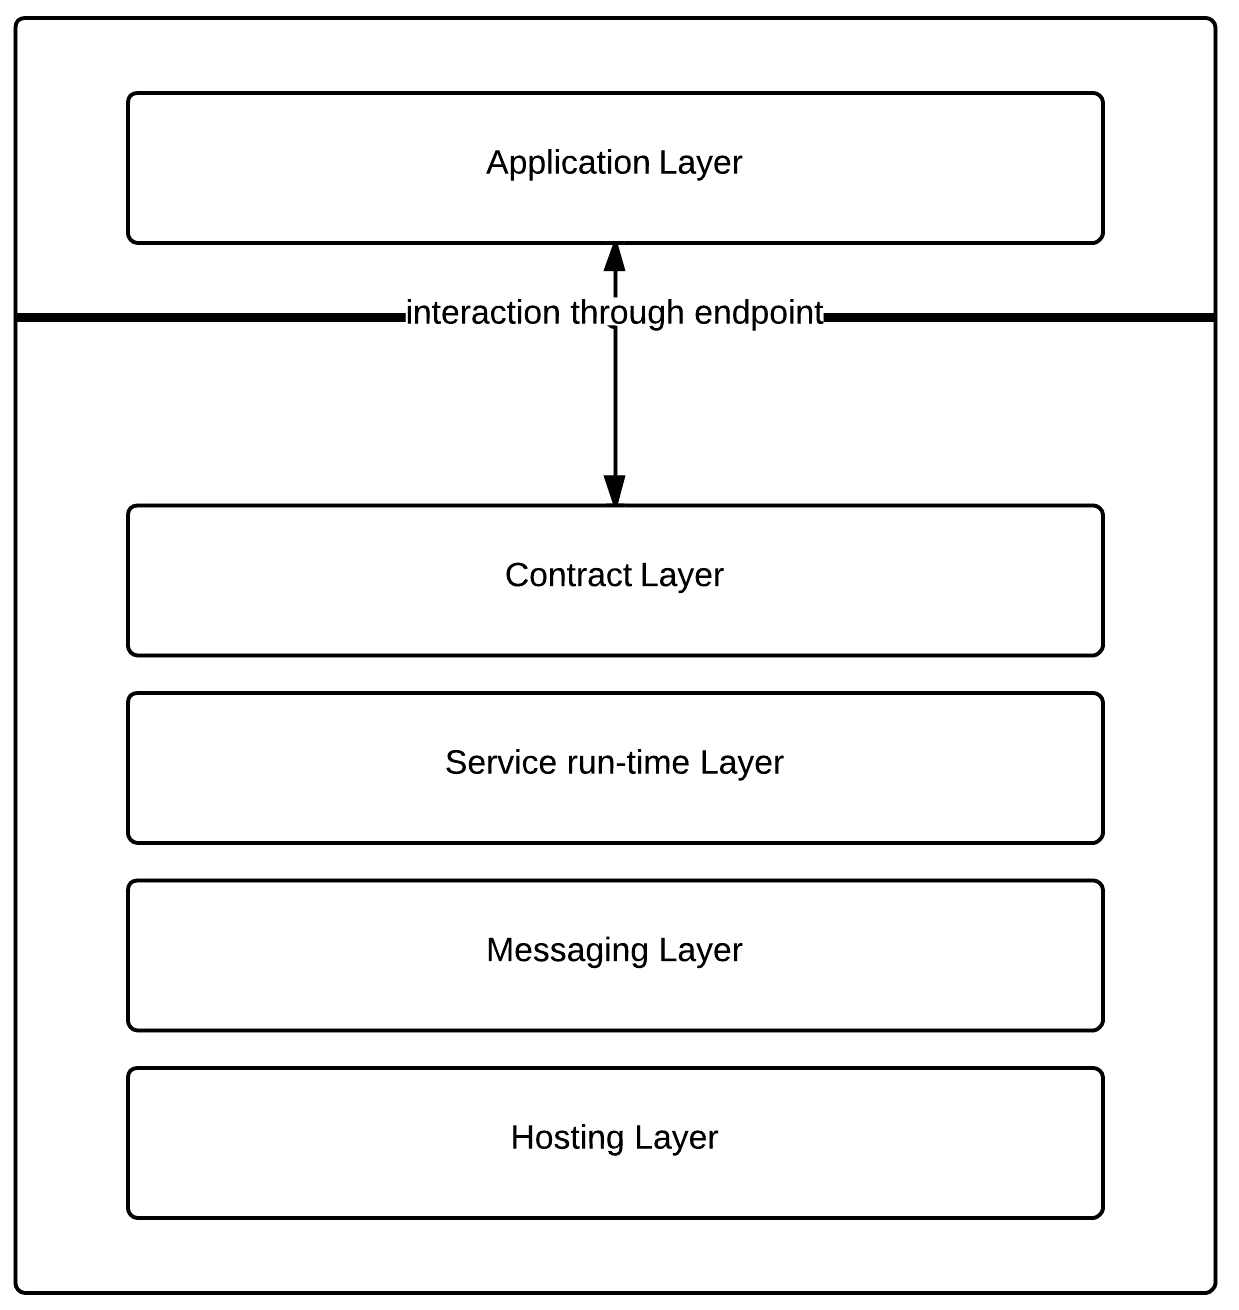 Application Layer
interaction through endpoint
Contract Layer
Service run-time Layer
Messaging Layer
Hosting Layer